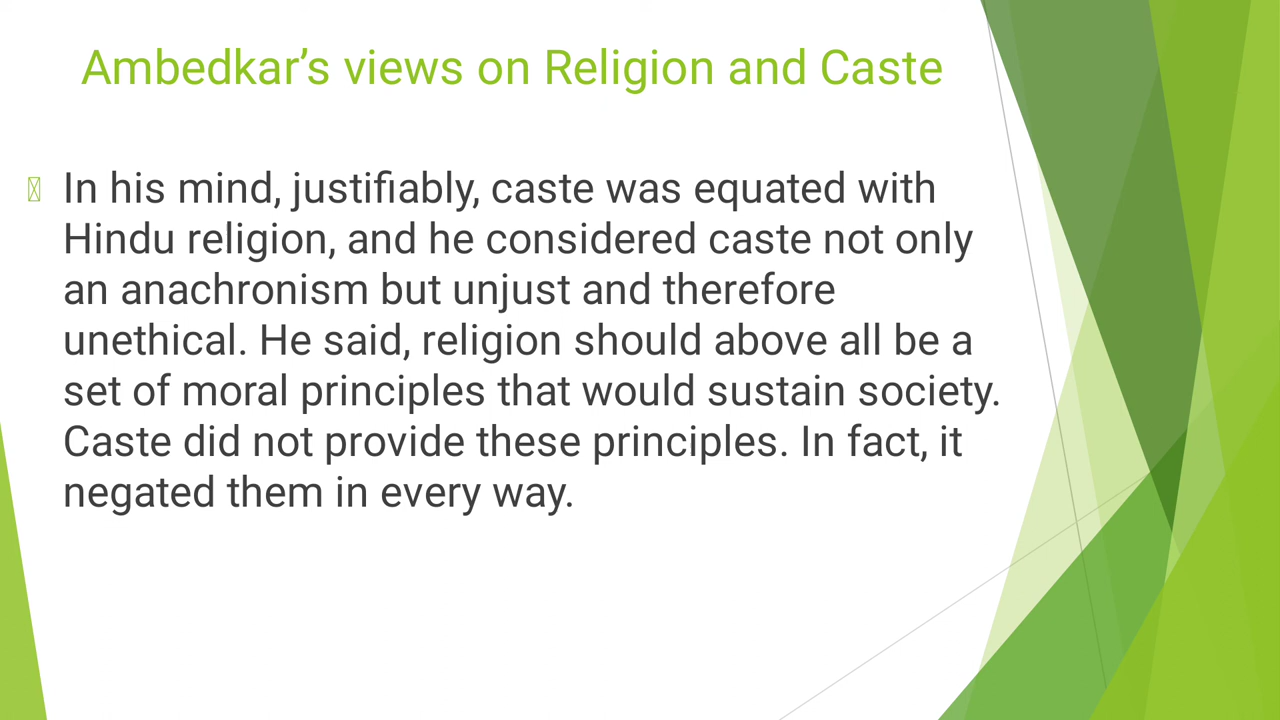 Ambedkar’s views on Religion and Caste
In his mind, justifiably, caste was equated with
Hindu religion, and he considered caste not only
an anachronism but unjust and therefore
unethical. He said, religion should above all be a
set of moral principles that would sustain society.
Caste did not provide these principles. In fact, it
negated them in every way.